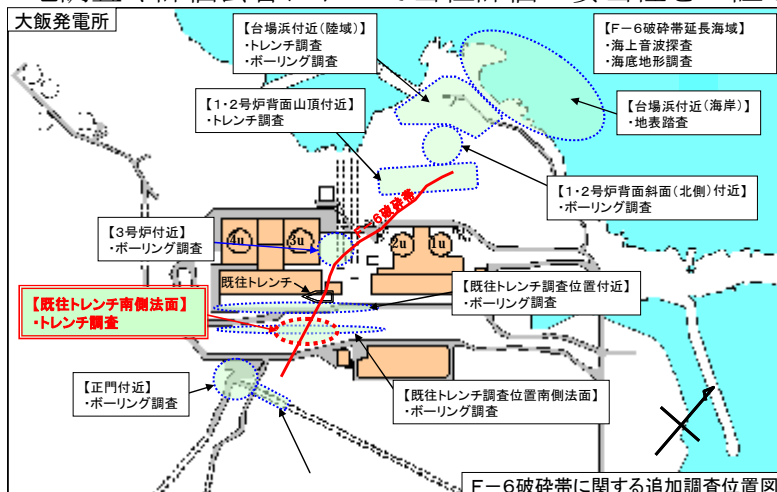 大飯発電所
【台場浜付近(陸域)】
・トレンチ調査
・ボーリング調査
【F－6破砕帯延長海域】
・海上音波探査
・海底地形調査
【1・2号炉背面山頂付近】
・トレンチ調査
【台場浜付近(海岸)】
・地表踏査
【1・2号炉背面斜面(北側)付近】
・ボーリング調査
F－6破砕帯
【3号炉付近】
・ボーリング調査
4u
3u
2u
1u
既往トレンチ
【既往トレンチ南側法面】
・トレンチ調査
【既往トレンチ調査位置付近】
・ボーリング調査
【正門付近】
・ボーリング調査
【既往トレンチ調査位置南側法面】
・ボーリング調査
F－6破砕帯に関する追加調査位置図